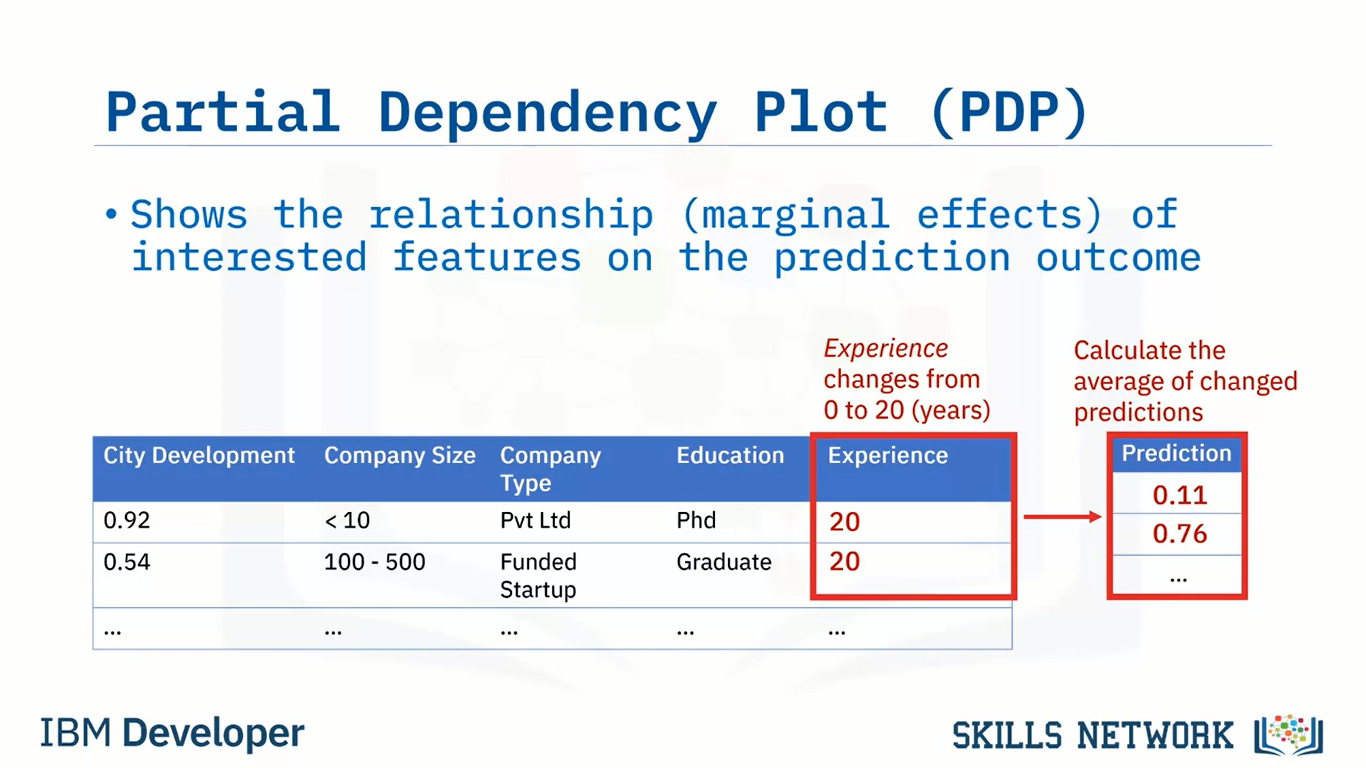 Partial Dependency Plot (PDP)
• Shows the relationship (marginal effects) of
interested features on the prediction outcome
Experience
changes from
0 to 20 (years)
Calculate the
average of changed
predictions
City Development Company Size Company Type Education Experience Prediction
0.92 < 10 Pvt Ltd Phd 20 0.11
0.54 100 - 500 Funded Startup Graduate 20 0.76
... ... ... ... ... ...
IBM Developer
SKILLS NETWORK